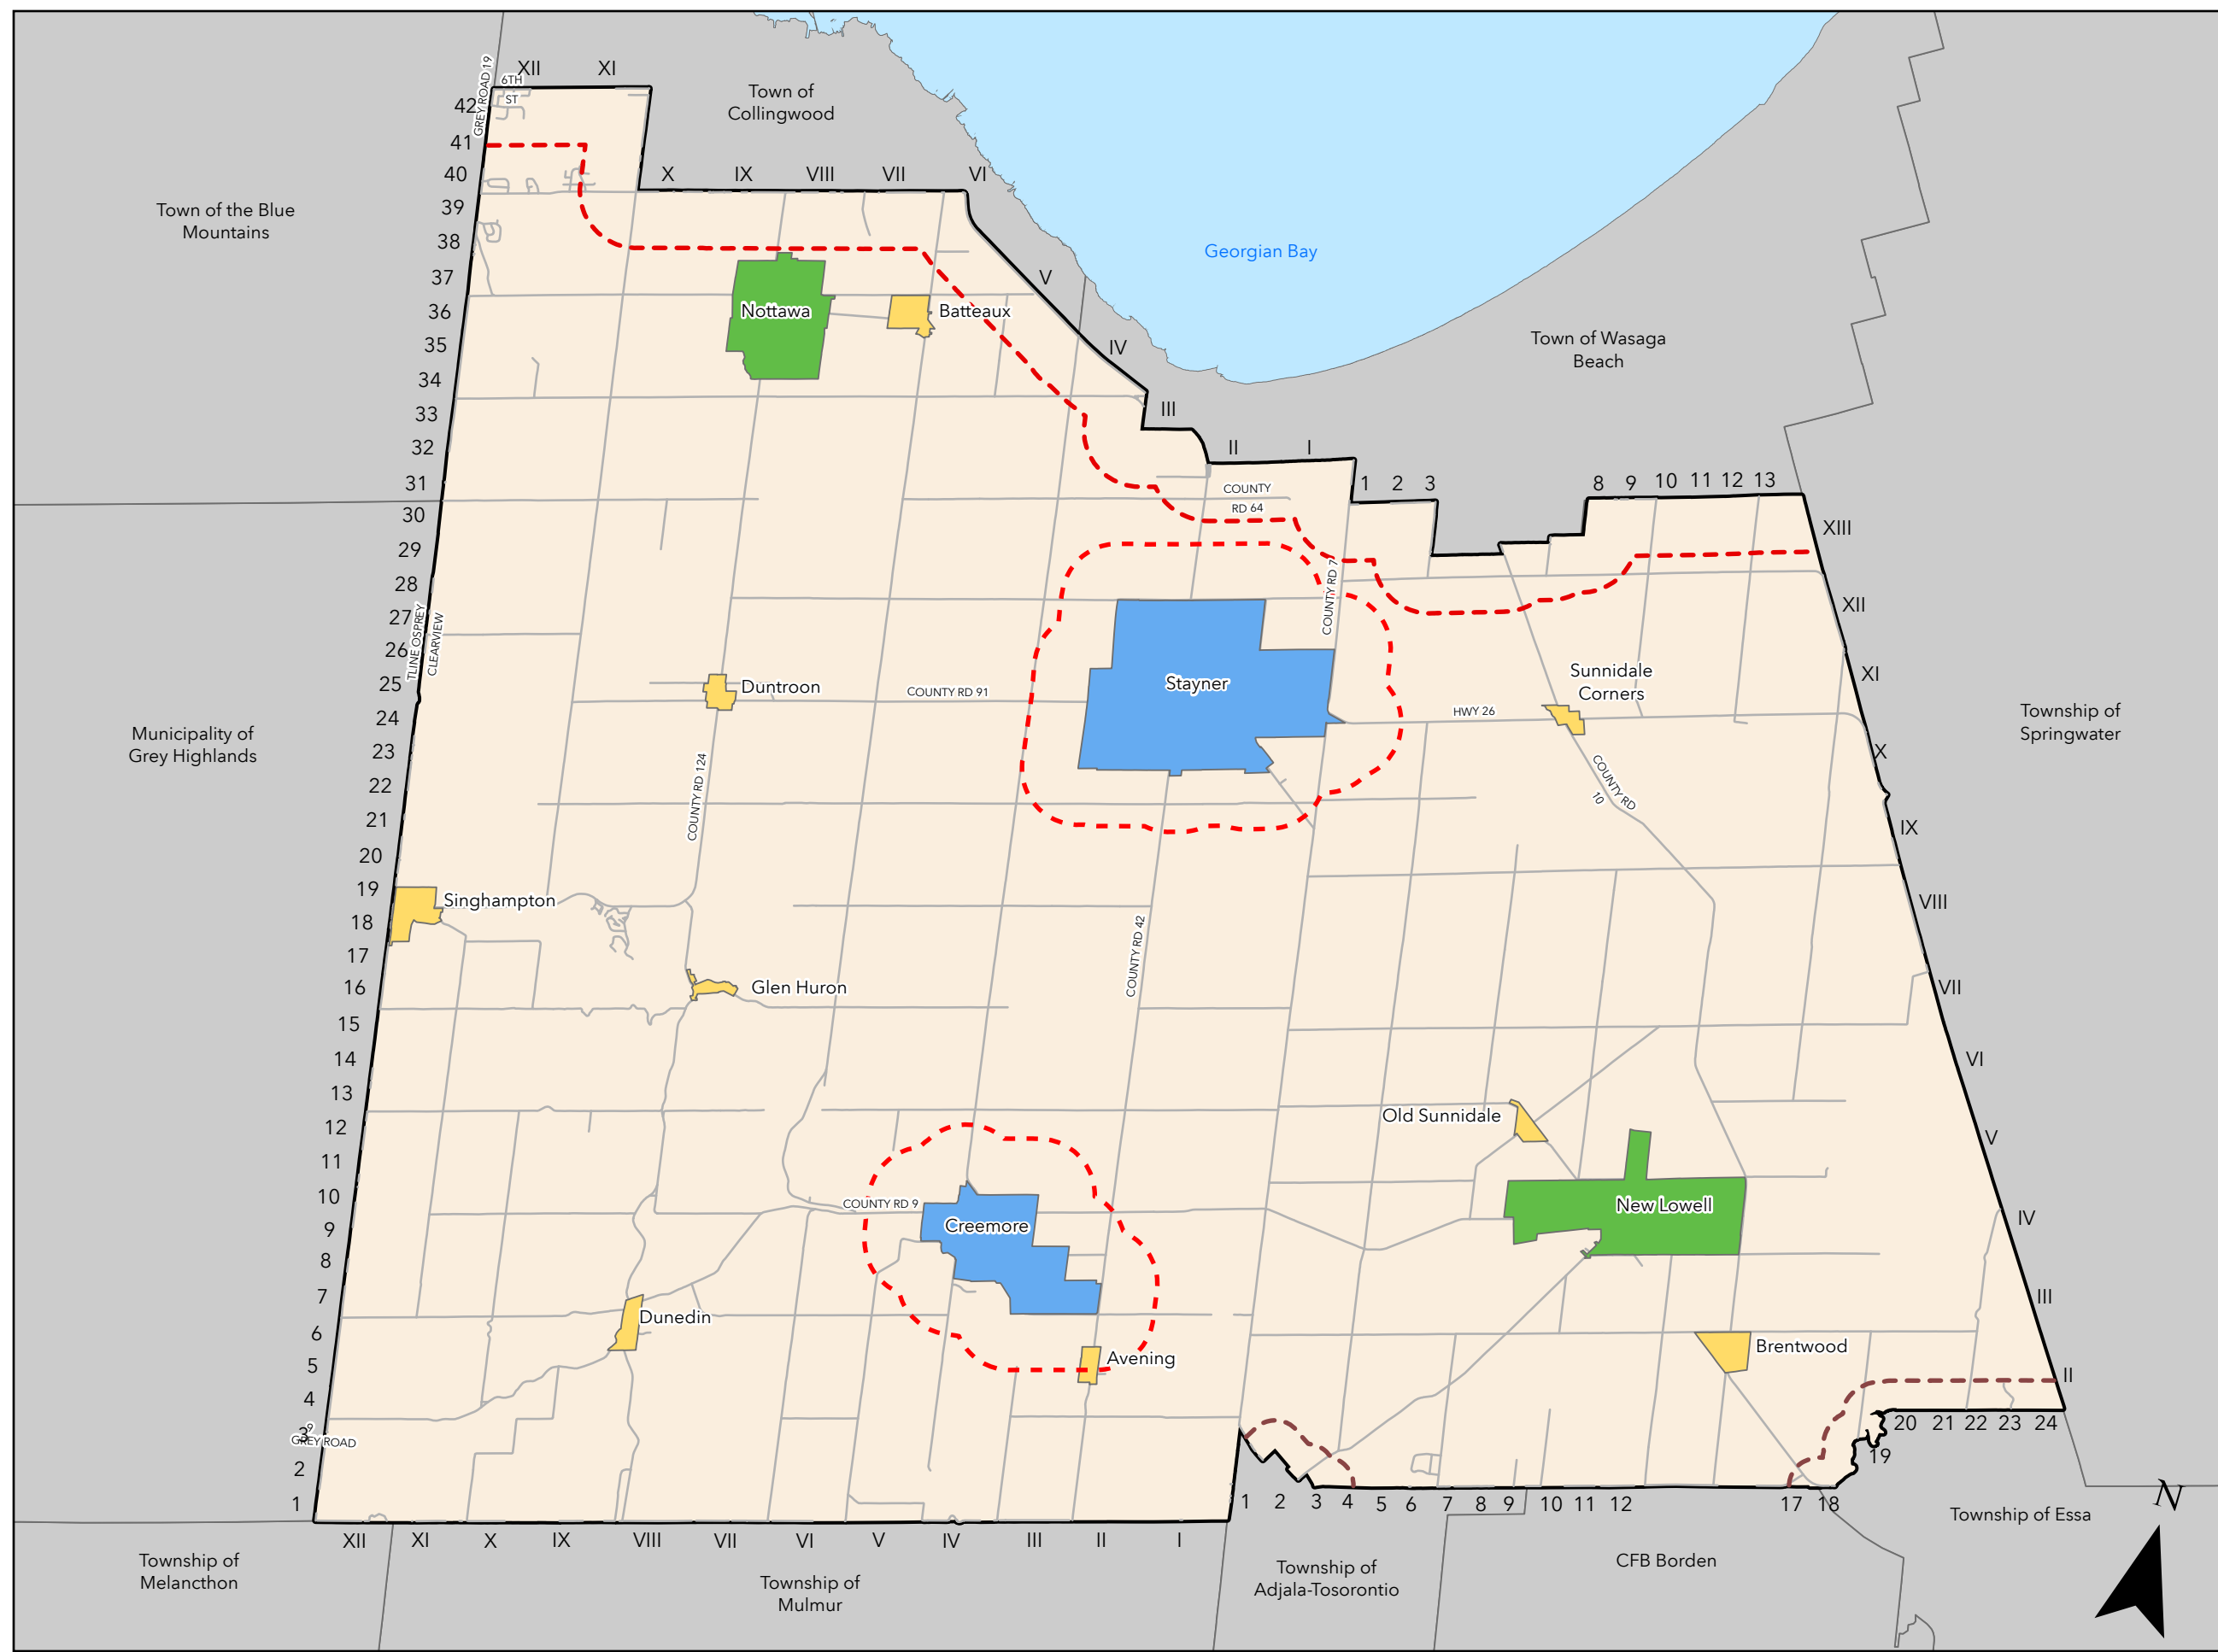 XII
XI
6TH
ST
GREY ROAD 19
42
41
40
39
38
37
36
35
34
33
32
31
30
29
28
27
26
25
24
23
22
21
20
19
18
17
16
15
14
13
12
11
10
9
8
7
6
5
4
3
2
1
Town of
Collingwood
X
IX
VIII
VII
VI
V
IV
III
II
I
1
2
3
8
9
10
11
12
13
Town of the Blue
Mountains
Georgian Bay
Town of Wasaga
Beach
Nottawa
Batteaux
COUNTY
RD 64
XIII
XII
XI
X
IX
VIII
VII
VI
V
IV
III
II
TLINE OSPREY
CLEARVIEW
COUNTY RD 7
Duntroon
COUNTY RD 91
Stayner
HWY 26
Sunnidale
Corners
Municipality of
Grey Highlands
Township of
Springwater
COUNTY RD 124
COUNTY RD
10
Singhampton
Glen Huron
COUNTY RD 42
Old Sunnidale
COUNTY RD 9
Creemore
New Lowell
Dunedin
Avening
Brentwood
9
GREY ROAD
20
21
22
23
24
19
1
2
3
4
5
6
7
8
9
10
11
12
17
18
N
XII
XI
X
IX
VIII
VII
VI
V
IV
III
II
I
Township of
Melancthon
Township of
Mulmur
Township of
Adjala-Tosorontio
CFB Borden
Township of Essa